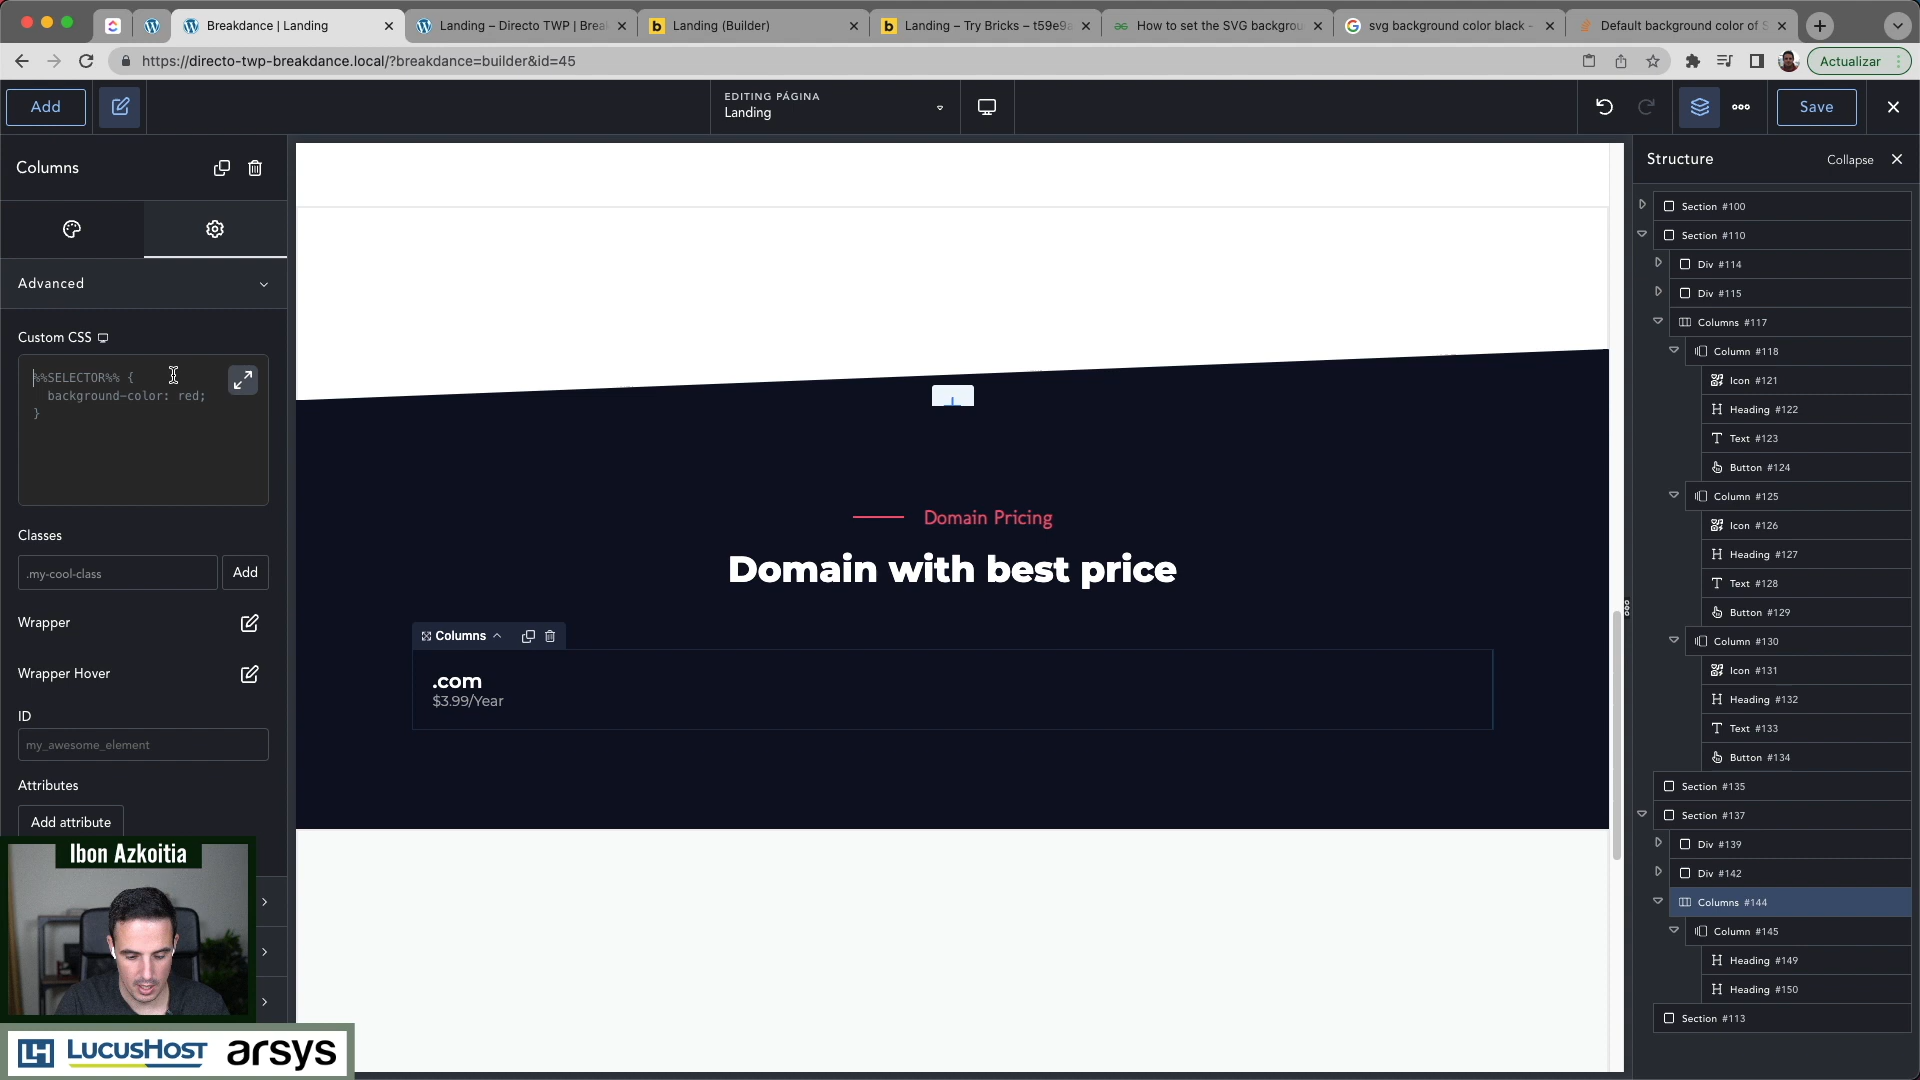 Breakdance | Landing
Landing – Directo TWP | Brea
Landing (Builder)
Landing – Try Bricks – t59e9a
How to set the SVG backgrou
svg background color black -
Default background color of S
https://directo-twp-breakdance.local/?breakdance=builder&id=45
Actualizar
Add
EDITING PÁGINA
Landing
Save
Columns
Advanced
Custom CSS
%%SELECTOR%% {
background-color: red;
}
Classes
.my-cool-class
Add
Wrapper
Wrapper Hover
ID
my_awesome_element
Attributes
Add attribute
Ibon Azkoitia
LH LUCUSHOST arsys
Domain Pricing
Domain with best price
Columns
.com
$3.99/Year
Structure
Collapse
Section #100
Section #110
Div #114
Div #115
Columns #117
Column #118
Icon #121
Heading #122
Text #123
Button #124
Column #125
Icon #126
Heading #127
Text #128
Button #129
Column #130
Icon #131
Heading #132
Text #133
Button #134
Section #135
Section #137
Div #139
Div #142
Columns #144
Column #145
Heading #149
Heading #150
Section #113